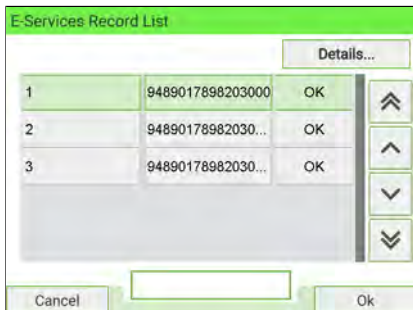 E-Services Record List
Details...
1 9489017898203000 OK
2 94890178982030... OK
3 94890178982030... OK
Cancel Ok